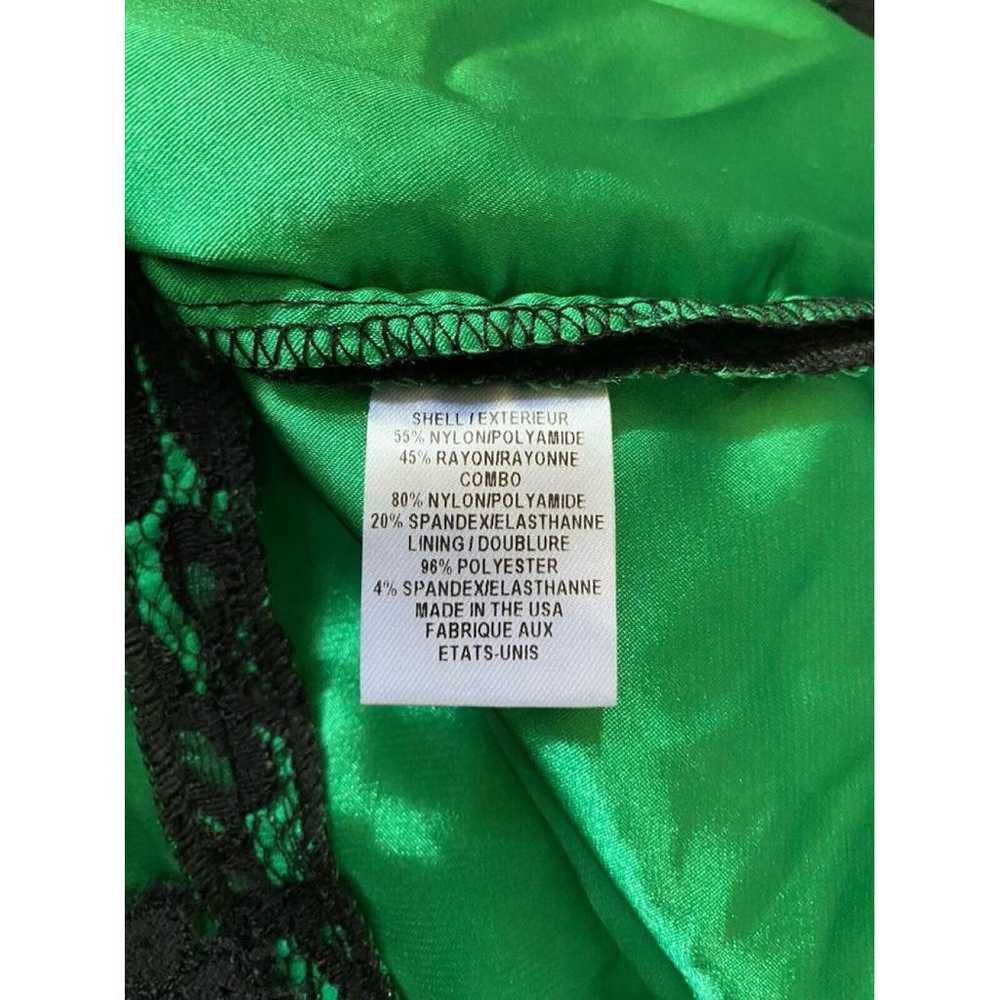 SHELL / EXTERIEUR
55% NYLON/POLYAMIDE
45% RAYON/RAYONNE
COMBO
80% NYLON/POLYAMIDE
20% SPANDEX/ELASTHANNE
LINING / DOUBLURE
96% POLYESTER
4% SPANDEX/ELASTHANNE
MADE IN THE USA
FABRIQUE AUX
ETATS-UNIS